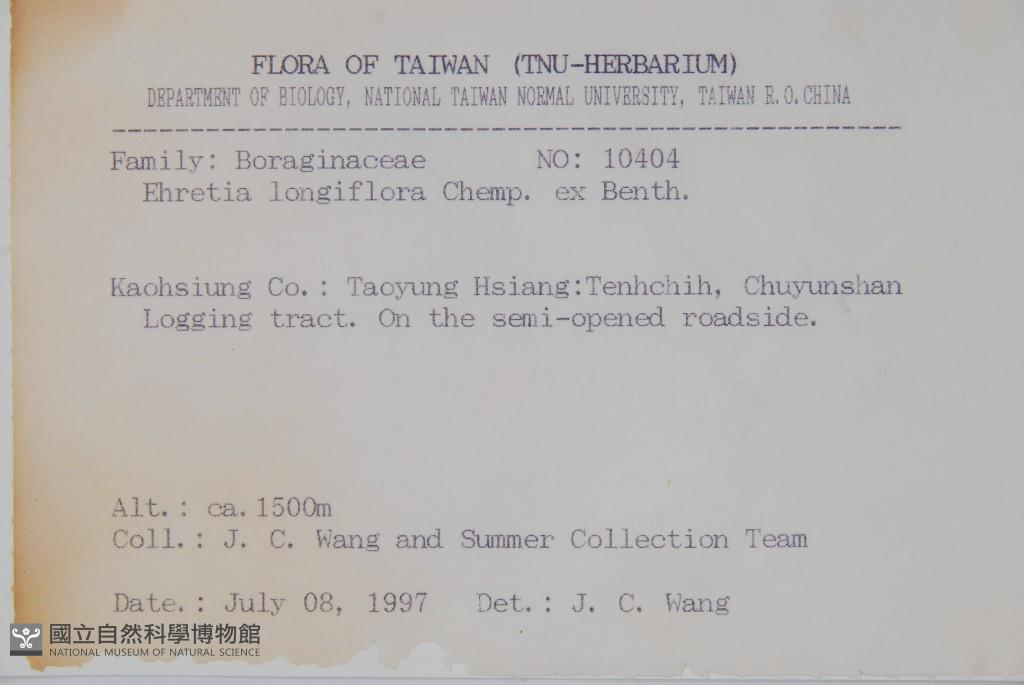 FLORA OF TAIWAN (TNU-HERBARIUM)
DEPARTMENT OF BIOLOGY, NATIONAL TAIWAN NORMAL UNIVERSITY, TAIWAN R.O.CHINA
Family: Boraginaceae NO: 10404
Ehretia longiflora Chemp. ex Benth.
Kaohsiung Co.: Taoyung Hsiang:Tenhchih, Chuyunshan
Logging tract. On the semi-opened roadside.
Alt.: ca.1500m
Coll.: J. C. Wang and Summer Collection Team
Date.: July 08, 1997 Det.: J. C. Wang
國立自然科學博物館
NATIONAL MUSEUM OF NATURAL SCIENCE